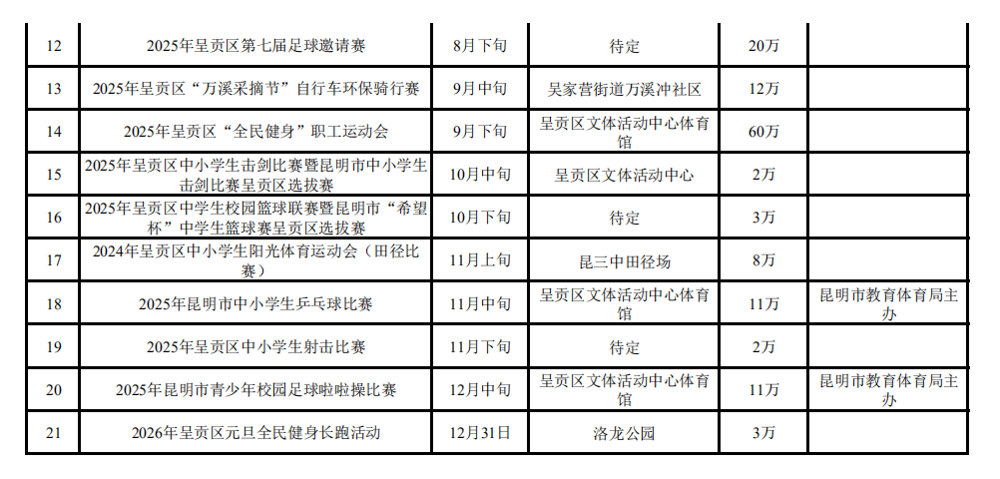 12 2025年呈贡区第七届足球邀请赛 8月下旬 待定 20万
13 2025年呈贡区“万溪采摘节”自行车环保骑行赛 9月中旬 吴家营街道万溪冲社区 12万
14 2025年呈贡区“全民健身”职工运动会 9月下旬 呈贡区文体活动中心体育
馆 60万
15 2025年呈贡区中小学生击剑比赛暨昆明市中小学生
击剑比赛呈贡区选拔赛 10月中旬 呈贡区文体活动中心 2万
16 2025年呈贡区中学生校园篮球联赛暨昆明市“希望
杯”中学生篮球赛呈贡区选拔赛 10月下旬 待定 3万
17 2024年呈贡区中小学生阳光体育运动会（田径比
赛） 11月上旬 昆三中田径场 8万
18 2025年昆明市中小学生乒乓球比赛 11月中旬 呈贡区文体活动中心体育
馆 11万 昆明市教育体育局主
办
19 2025年呈贡区中小学生射击比赛 11月下旬 待定 2万
20 2025年昆明市青少年校园足球啦啦操比赛 12月中旬 呈贡区文体活动中心体育
馆 11万 昆明市教育体育局主
办
21 2026年呈贡区元旦全民健身长跑活动 12月31日 洛龙公园 3万